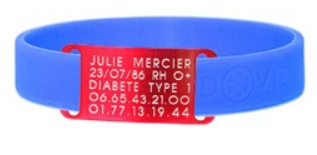 JULIE MERCIER
23/07/86 RH O+
DIABETE TYPE 1
06.65.43.21.00
01.77.13.19.44